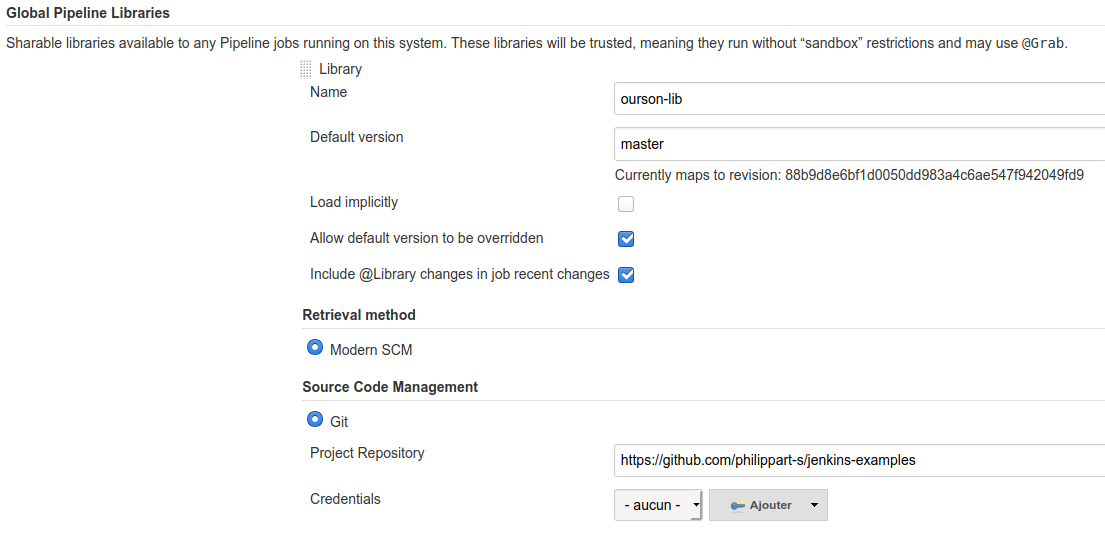 Global Pipeline Libraries
Sharable libraries available to any Pipeline jobs running on this system. These libraries will be trusted, meaning they run without “sandbox” restrictions and may use @Grab.
Library
Name
ourson-lib
Default version
master
Currently maps to revision: 88b9d8e6bf1d0050dd983a4c6ae547f942049fd9
Load implicitly
Allow default version to be overridden
Include @Library changes in job recent changes
Retrieval method
Modern SCM
Source Code Management
Git
Project Repository
https://github.com/philippart-s/jenkins-examples
Credentials
- aucun -
Ajouter